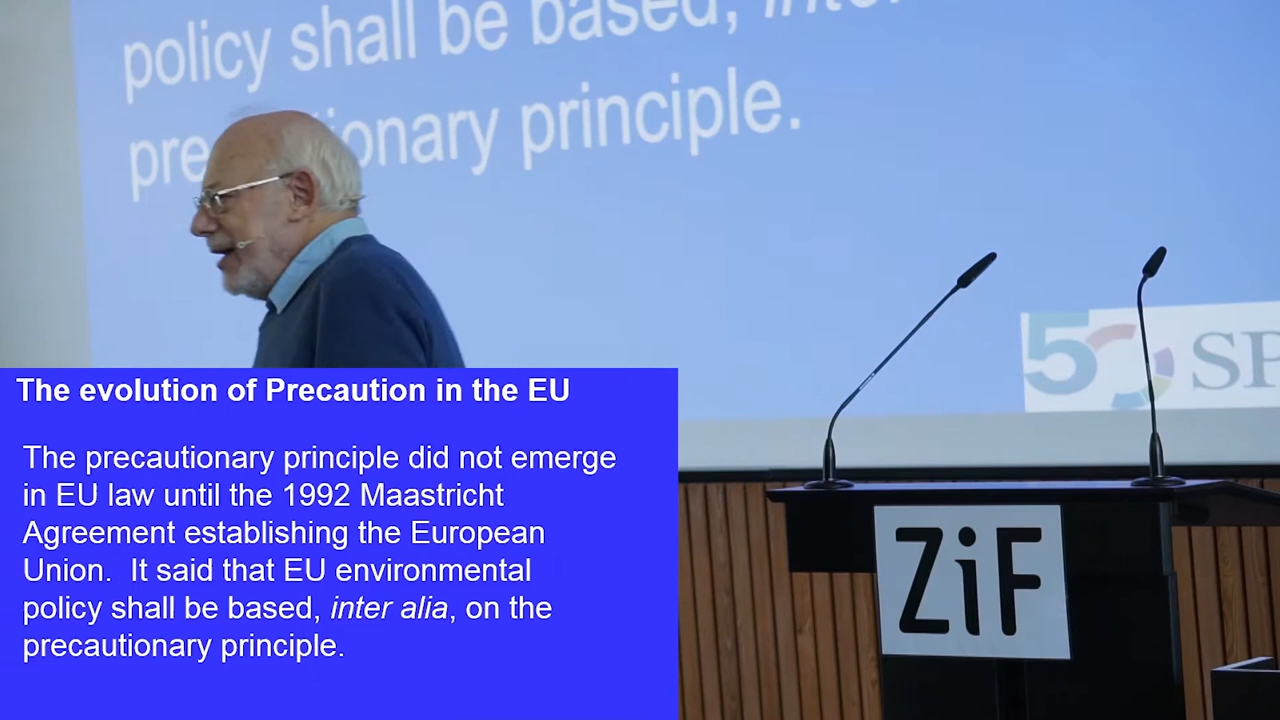 policy shall be based,
precautionary principle.
50 SP
ZiF
The evolution of Precaution in the EU
The precautionary principle did not emerge
in EU law until the 1992 Maastricht
Agreement establishing the European
Union.  It said that EU environmental
policy shall be based, inter alia, on the
precautionary principle.